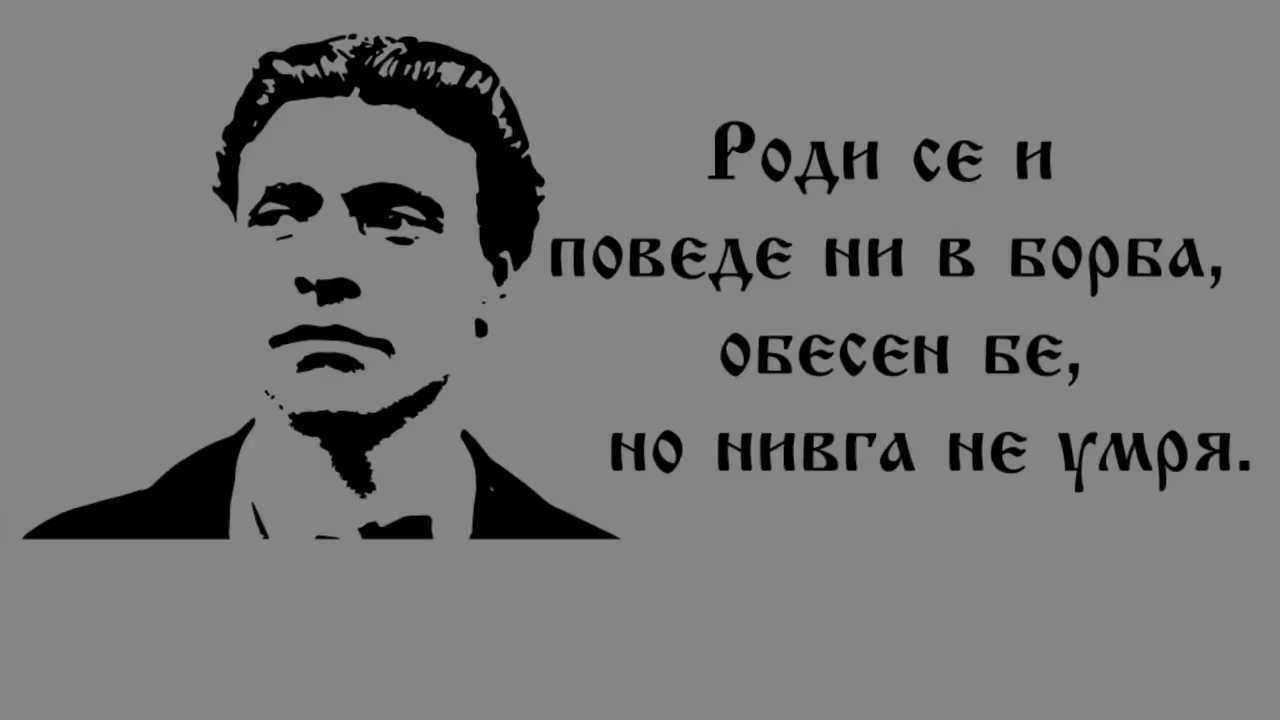 Роди се и
поведе ни в борба,
обесен бе,
но нивга не умря.